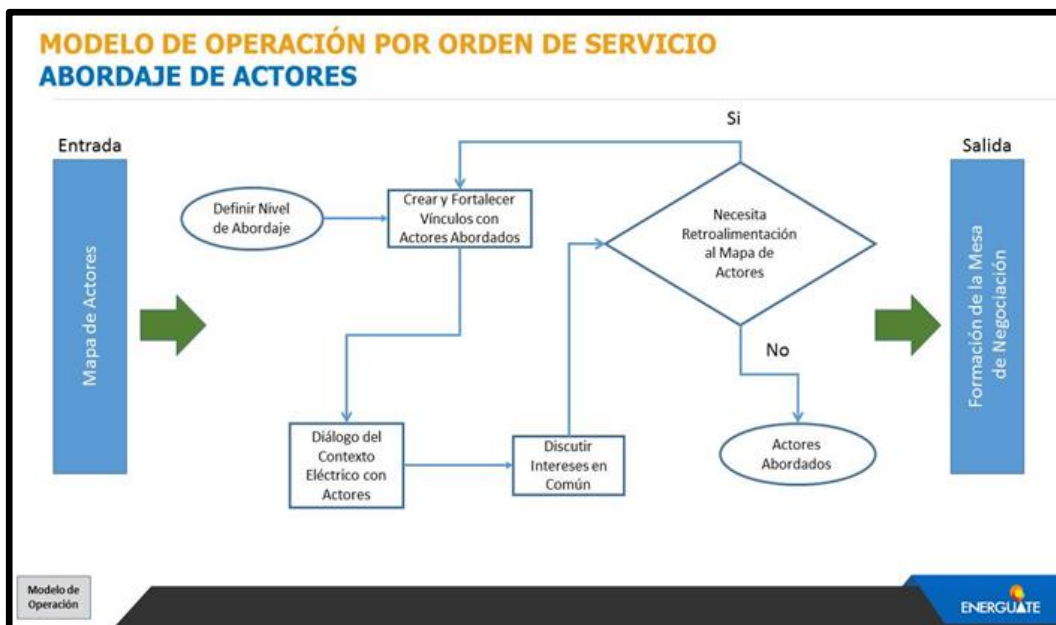 MODELO DE OPERACIÓN POR ORDEN DE SERVICIO
ABORDAJE DE ACTORES
Entrada
Mapa de Actores
Definir Nivel
de Abordaje
Crear y Fortalecer
Vínculos con
Actores Abordados
Si
Necesita
Retroalimentación
al Mapa de
Actores
No
Diálogo del
Contexto
Eléctrico con
Actores
Discutir
Intereses en
Común
Actores
Abordados
Salida
Formación de la Mesa
de Negociación
Modelo de
Operación
ENERGUATE